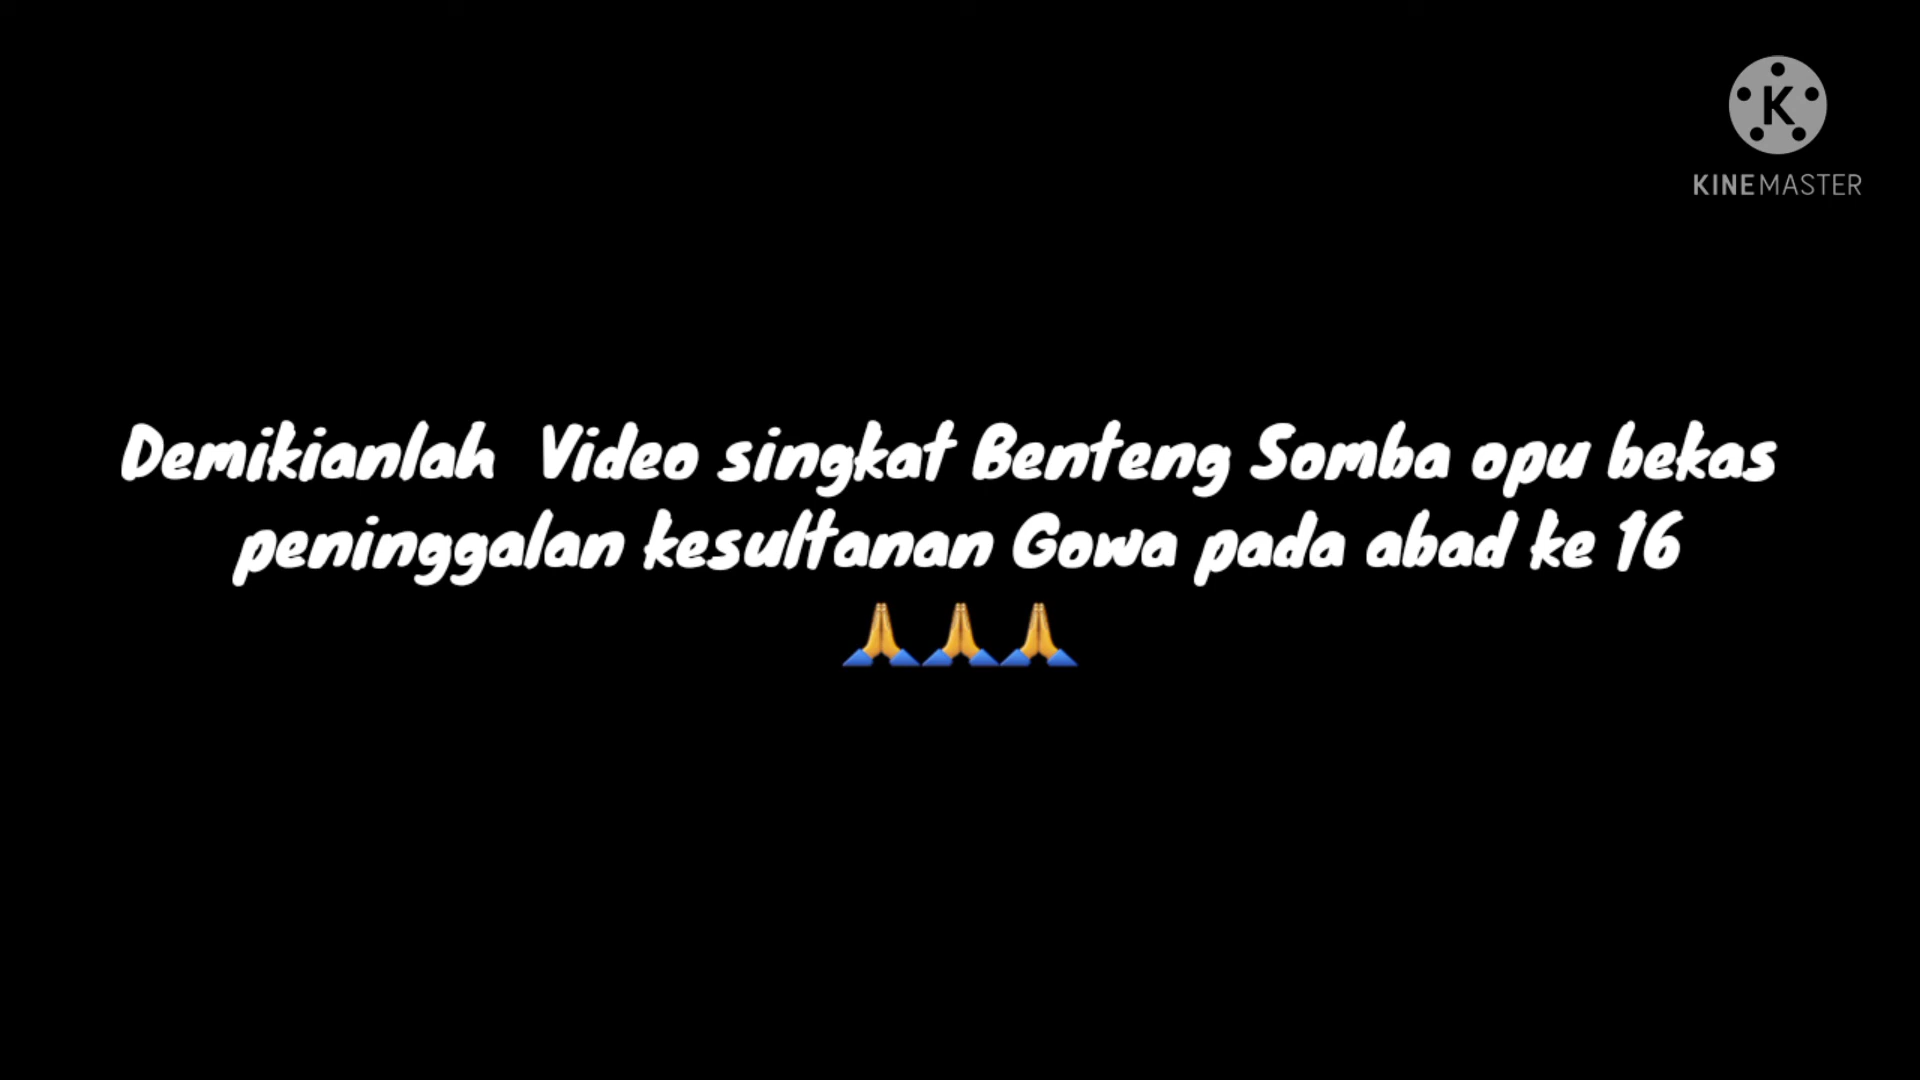 K
KINEMASTER
Demikianlah  Video singkat Benteng Somba opu bekas
peninggalan kesultanan Gowa pada abad ke 16
🙏🙏🙏